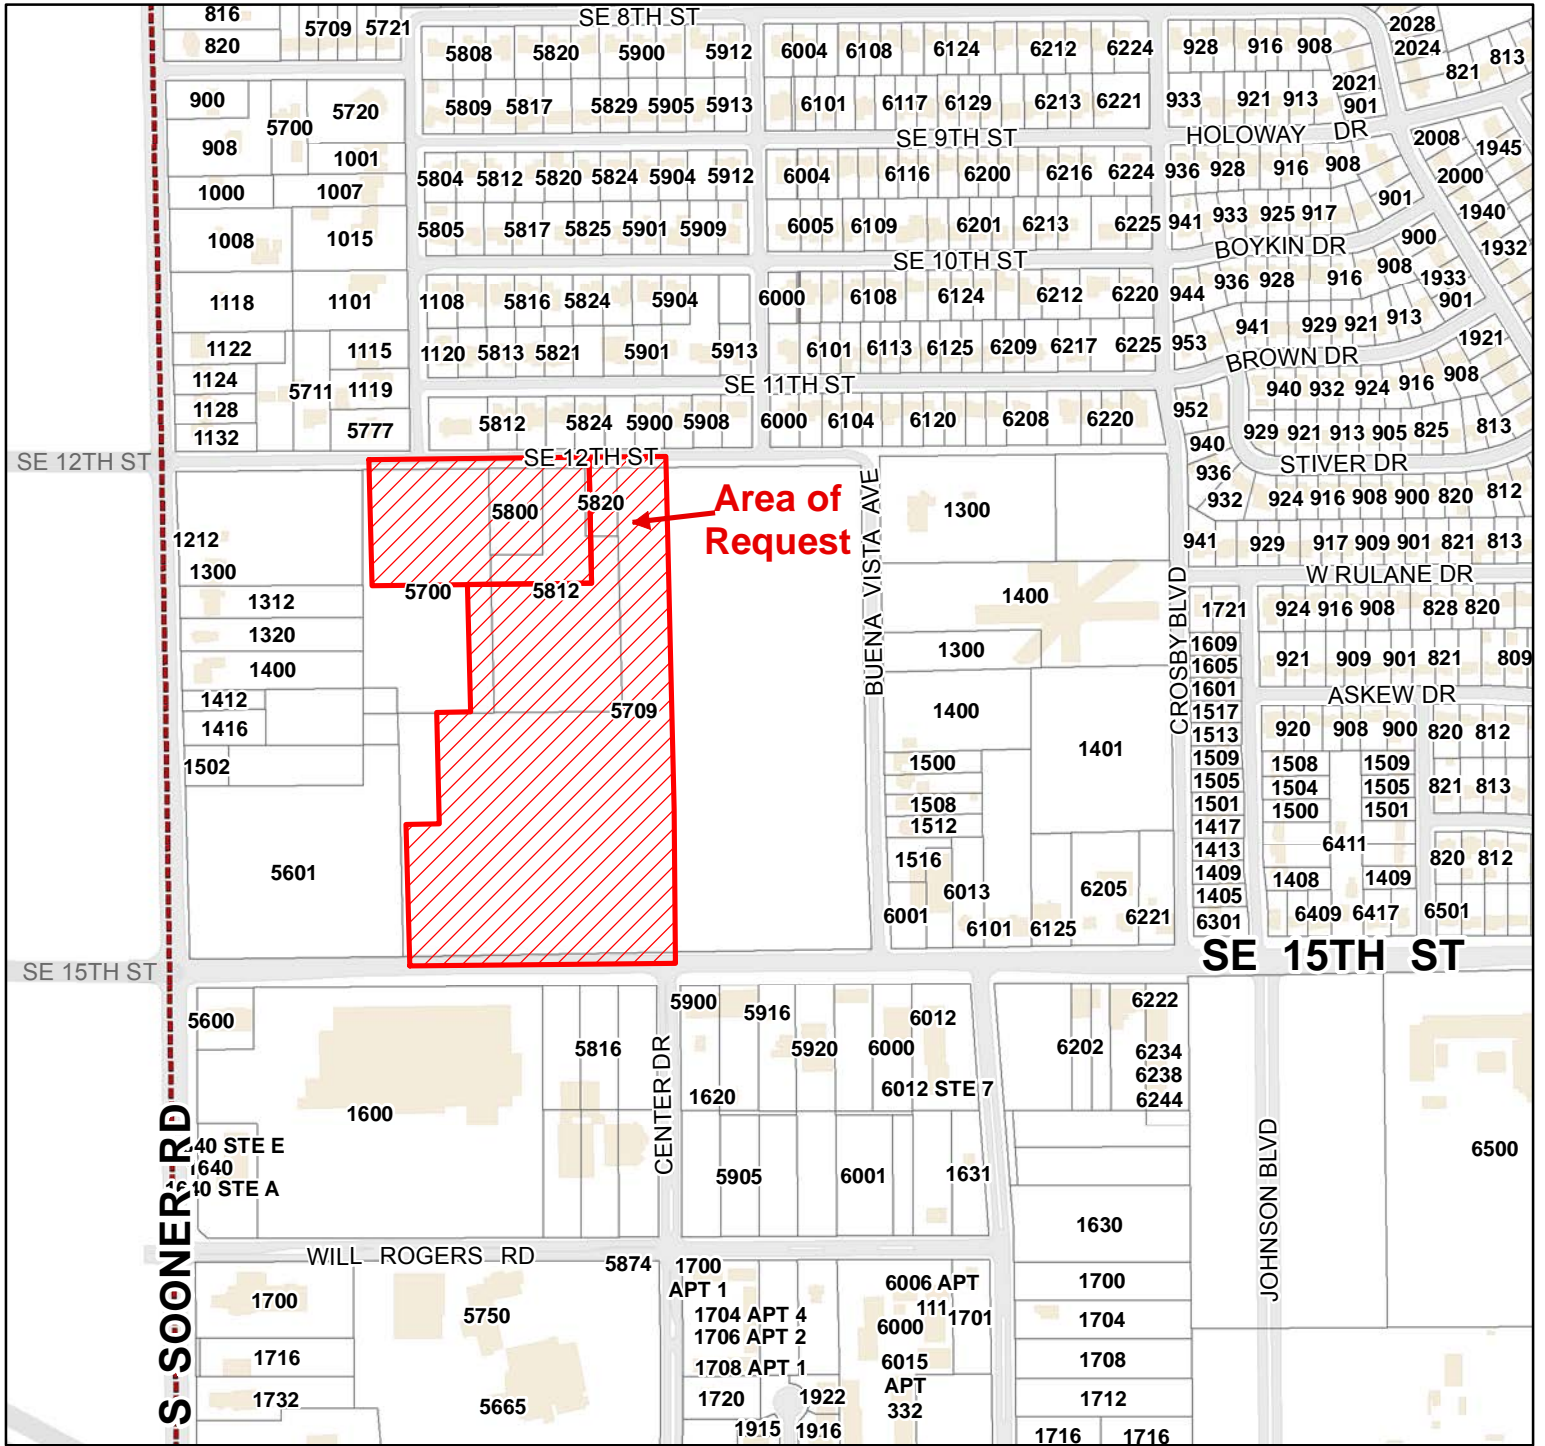 816 5709 5721 SE 8TH ST 2028
820 5808 5820 5900 5912 6004 6108 6124 6212 6224 928 916 908 2024 821 813
900 5720 5809 5817 5829 5905 5913 6101 6117 6129 6213 6221 933 921 913 2021 901
5700 SE 9TH ST HOLOWAY DR 2008 1945
908 1001
1000 1007 5804 5812 5820 5824 5904 5912 6004 6116 6200 6216 6224 936 928 916 908 2000
1008 1015 5805 5817 5825 5901 5909 6005 6109 6201 6213 6225 941 933 925 917 901 1940
SE 10TH ST BOYKIN DR 900 1932
1118 1101 1108 5816 5824 5904 6000 6108 6124 6212 6220 944 936 928 916 908 1933 901
1122 1115 1120 5813 5821 5901 5913 6101 6113 6125 6209 6217 6225 953 941 929 921 913 1921
SE 11TH ST BROWN DR
1124 5711 1119 940 932 924 916 908
1128 5812 5824 5900 5908 6000 6104 6120 6208 6220 952
1132 5777 940 929 921 913 905 825 813
SE 12TH ST SE 12TH ST STIVER DR
936
932 924 916 908 900 820 812
5800 5820 Area of
Request
1300
BUENA VISTA AVE
1212 941 929 917 909 901 821 813
1300 W RULANE DR
5700 5812 1400 CROSBY BLVD
1312 1721 924 916 908 828 820
1320 1300 1609
1400 1605 921 909 901 821 809
1412 1601 ASKEW DR
1416 5709 1400 1517 920 908 900 820 812
1401 1513
1502 1500 1509 1508 1509
1505 1504 1505 821 813
1508 1501 1500 1501
1512 1417
1516 1413 6411 820 812
5601 6013 6205 1409 1408 1409
1405
6001 6101 6125 6221 6301 6409 6417 6501
SE 15TH ST SE 15TH ST
5600 5900 5916 6012 6222
5816 5920 6000 6202 6234
6238
1600 CENTER DR 1620 6012 STE 7 6244
40 STE E
1640
1640 STE A
S SOONER RD
5905 6001 1631 JOHNSON BLVD 6500
1630
WILL ROGERS RD 5874 1700
APT 1
1700 5750 1704 APT 4 6006 APT
111 1701 1700
1706 APT 2 6000 1704
1716 1708 APT 1 6015
APT
332
1708
1732 5665 1720 1922 1712
1915 1916 1716 1716